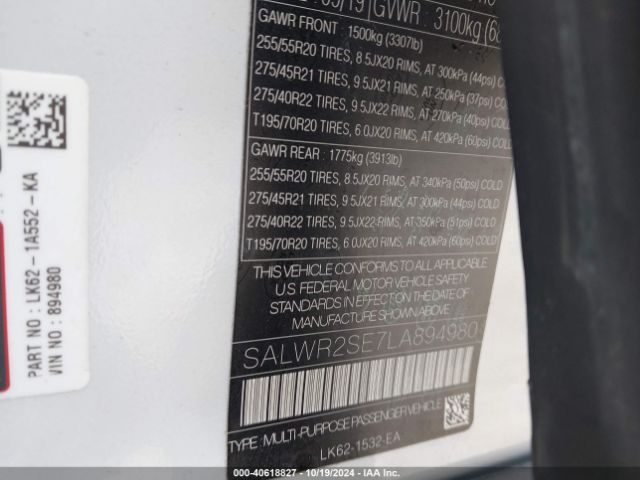 09/19 GVWR : 3100kg
GAWR FRONT : 1500kg (3307lb)
255/55R20 TIRES, 8.5JX20 RIMS, AT 300kPa (44psi)
275/45R21 TIRES, 9.5JX21 RIMS, AT 250kPa (37psi) COLD
275/40R22 TIRES, 9.5JX22 RIMS, AT 270kPa (40psi) COLD
T195/70R20 TIRES, 6.0JX20 RIMS, AT 420kPa (60psi) COLD
GAWR REAR : 1775kg (3913lb)
255/55R20 TIRES, 8.5JX20 RIMS, AT 340kPa (50psi) COLD
275/45R21 TIRES, 9.5JX21 RIMS, AT 300kPa (44psi) COLD
275/40R22 TIRES, 9.5JX22 RIMS, AT 350kPa (51psi) COLD
T195/70R20 TIRES, 6.0JX20 RIMS, AT 420kPa (60psi) COLD
THIS VEHICLE CONFORMS TO ALL APPLICABLE
U.S. FEDERAL MOTOR VEHICLE SAFETY
STANDARDS IN EFFECT ON THE DATE OF
MANUFACTURE SHOWN ABOVE
SALWR2SE7LA894980
TYPE: MULTI-PURPOSE PASSENGER VEHICLE
LK62-1532-EA
PART NO : LK62 - 1A552 - KA
VIN NO : 894980
000-40618827 - 10/19/2024 - IAA, Inc.